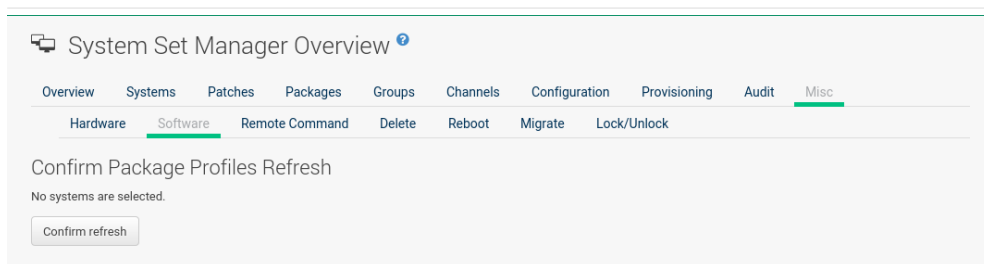 System Set Manager Overview ?
Overview Systems Patches Packages Groups Channels Configuration Provisioning Audit Misc
Hardware Software Remote Command Delete Reboot Migrate Lock/Unlock
Confirm Package Profiles Refresh
No systems are selected.
Confirm refresh